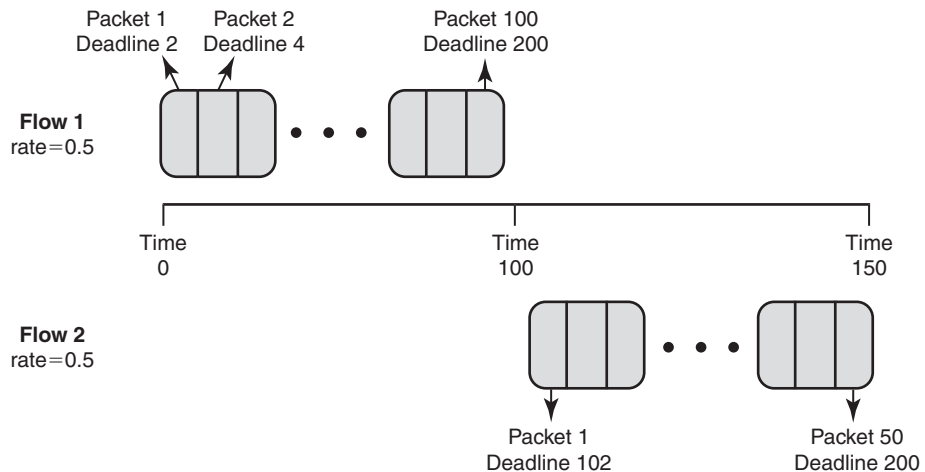 Packet 1
Deadline 2
Packet 2
Deadline 4
Packet 100
Deadline 200
Flow 1
rate=0.5
Time
0
Time
100
Time
150
Flow 2
rate=0.5
Packet 1
Deadline 102
Packet 50
Deadline 200